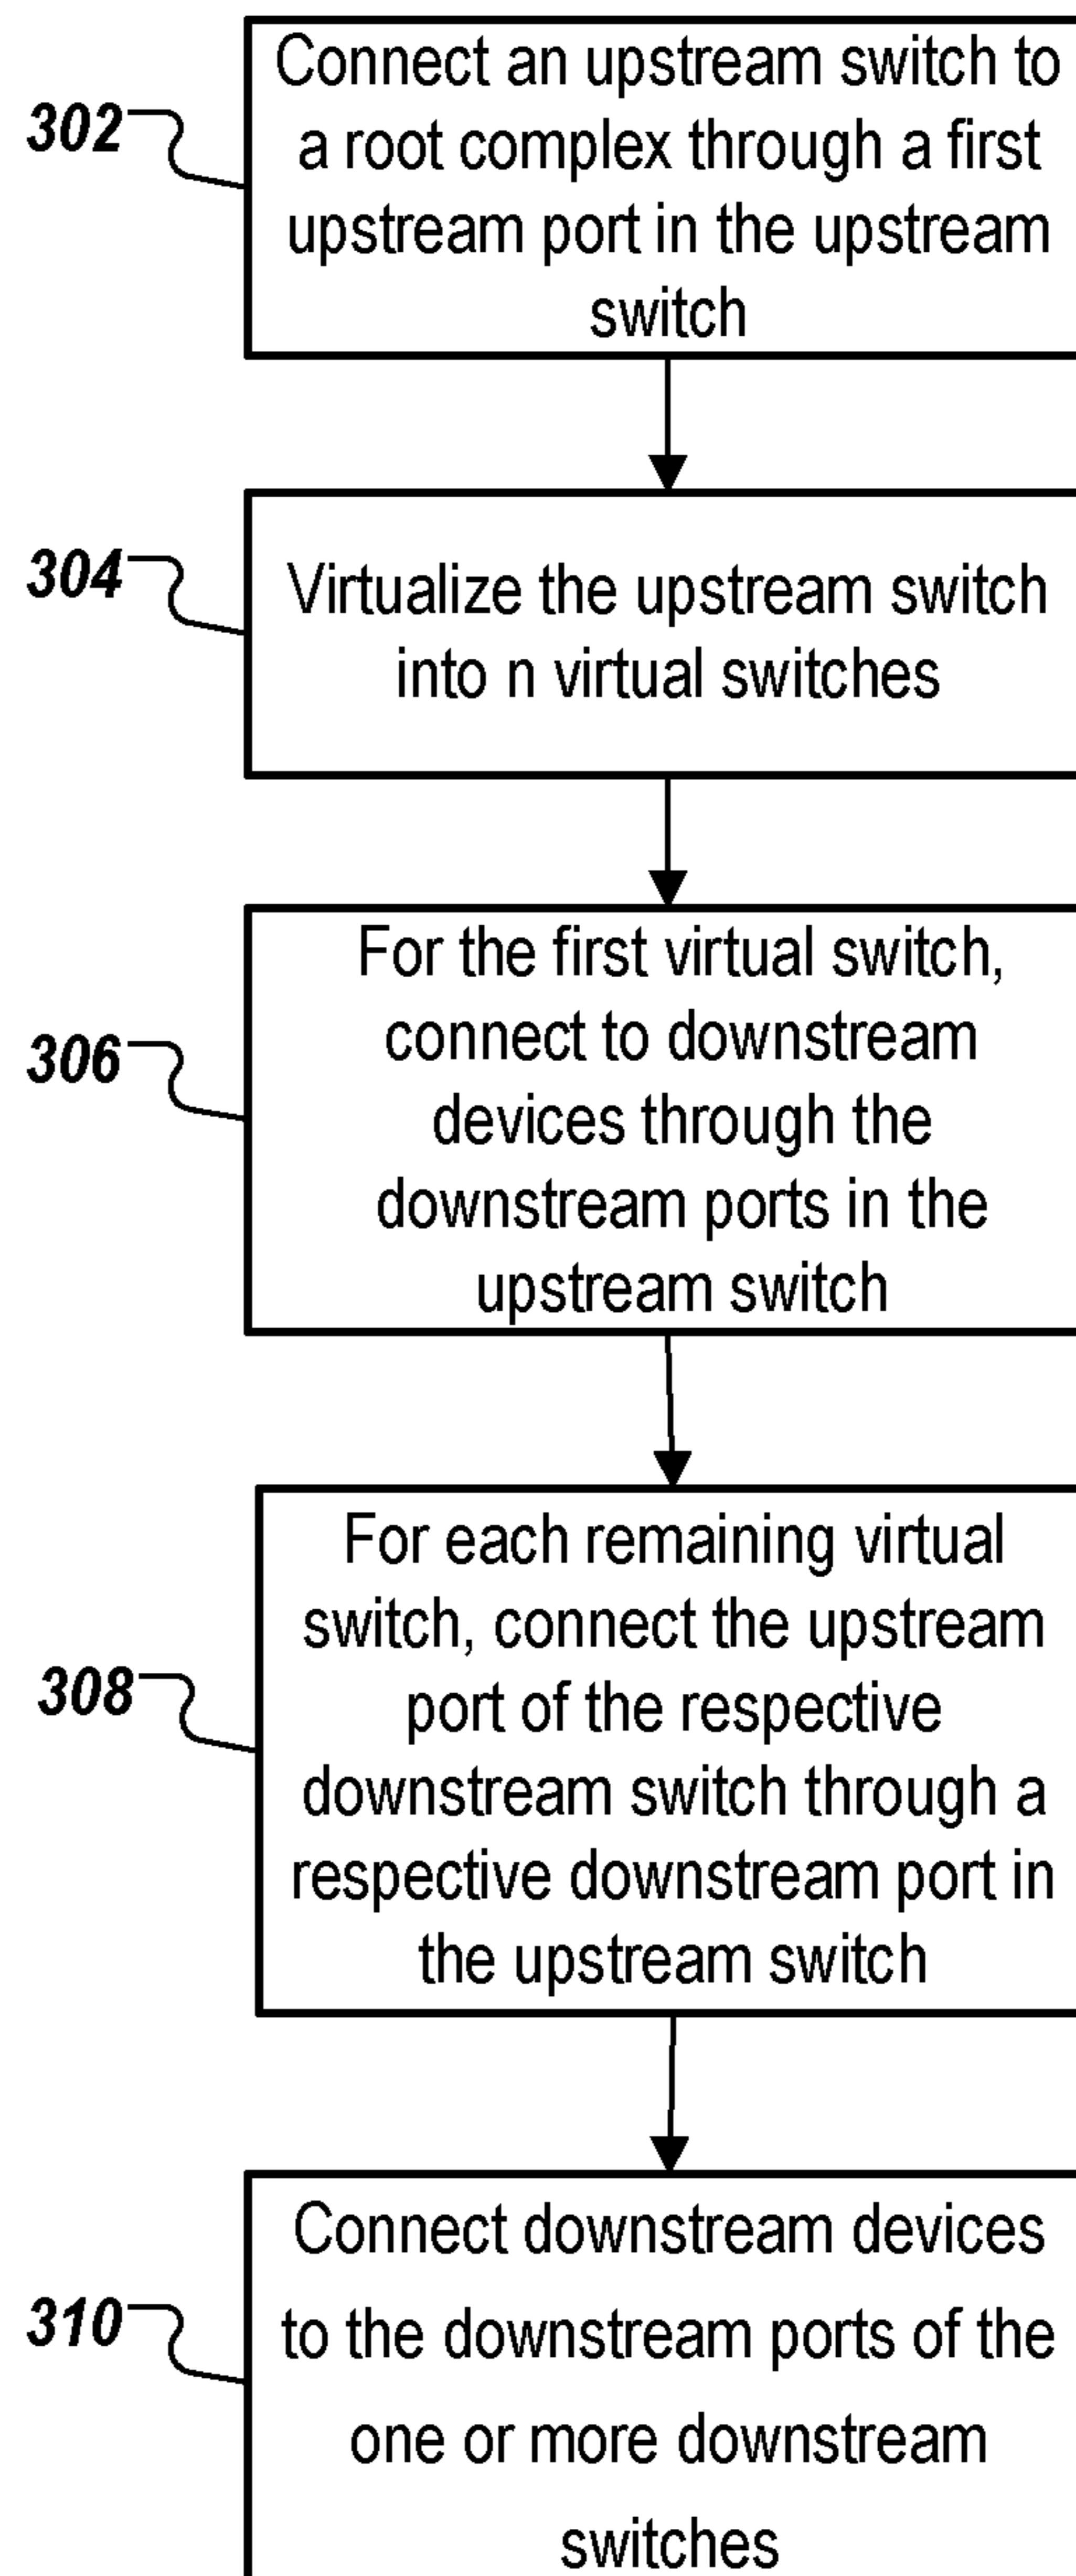 302
Connect an upstream switch to
a root complex through a first
upstream port in the upstream
switch
304
Virtualize the upstream switch
into n virtual switches
306
For the first virtual switch,
connect to downstream
devices through the
downstream ports in the
upstream switch
308
For each remaining virtual
switch, connect the upstream
port of the respective
downstream switch through a
respective downstream port in
the upstream switch
310
Connect downstream devices
to the downstream ports of the
one or more downstream
switches